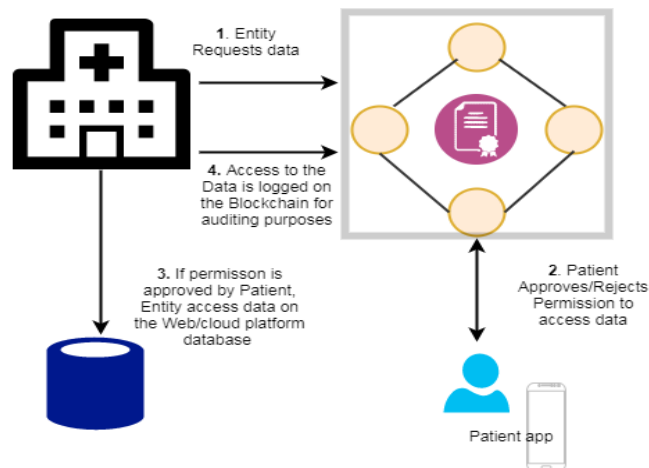 1. Entity
Requests data
4. Access to the
Data is logged on
the Blockchain for
auditing purposes
3. If permisson is
approved by Patient,
Entity access data on
the Web/cloud platform
database
2. Patient
Approves/Rejects
Permission to
access data
Patient app